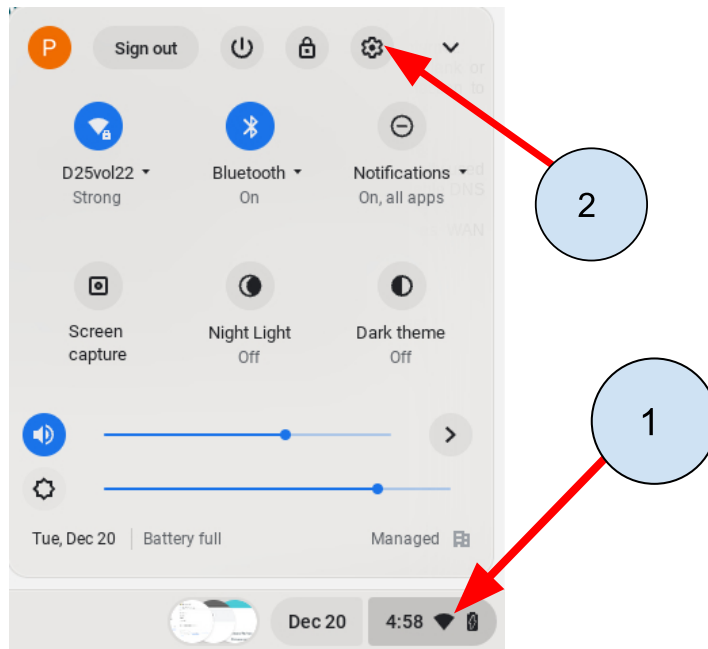 P
Sign out
D25vol22
Strong
Bluetooth
On
Notifications
On, all apps
2
Screen
capture
Night Light
Off
Dark theme
Off
1
Tue, Dec 20
Battery full
Managed
Dec 20
4:58